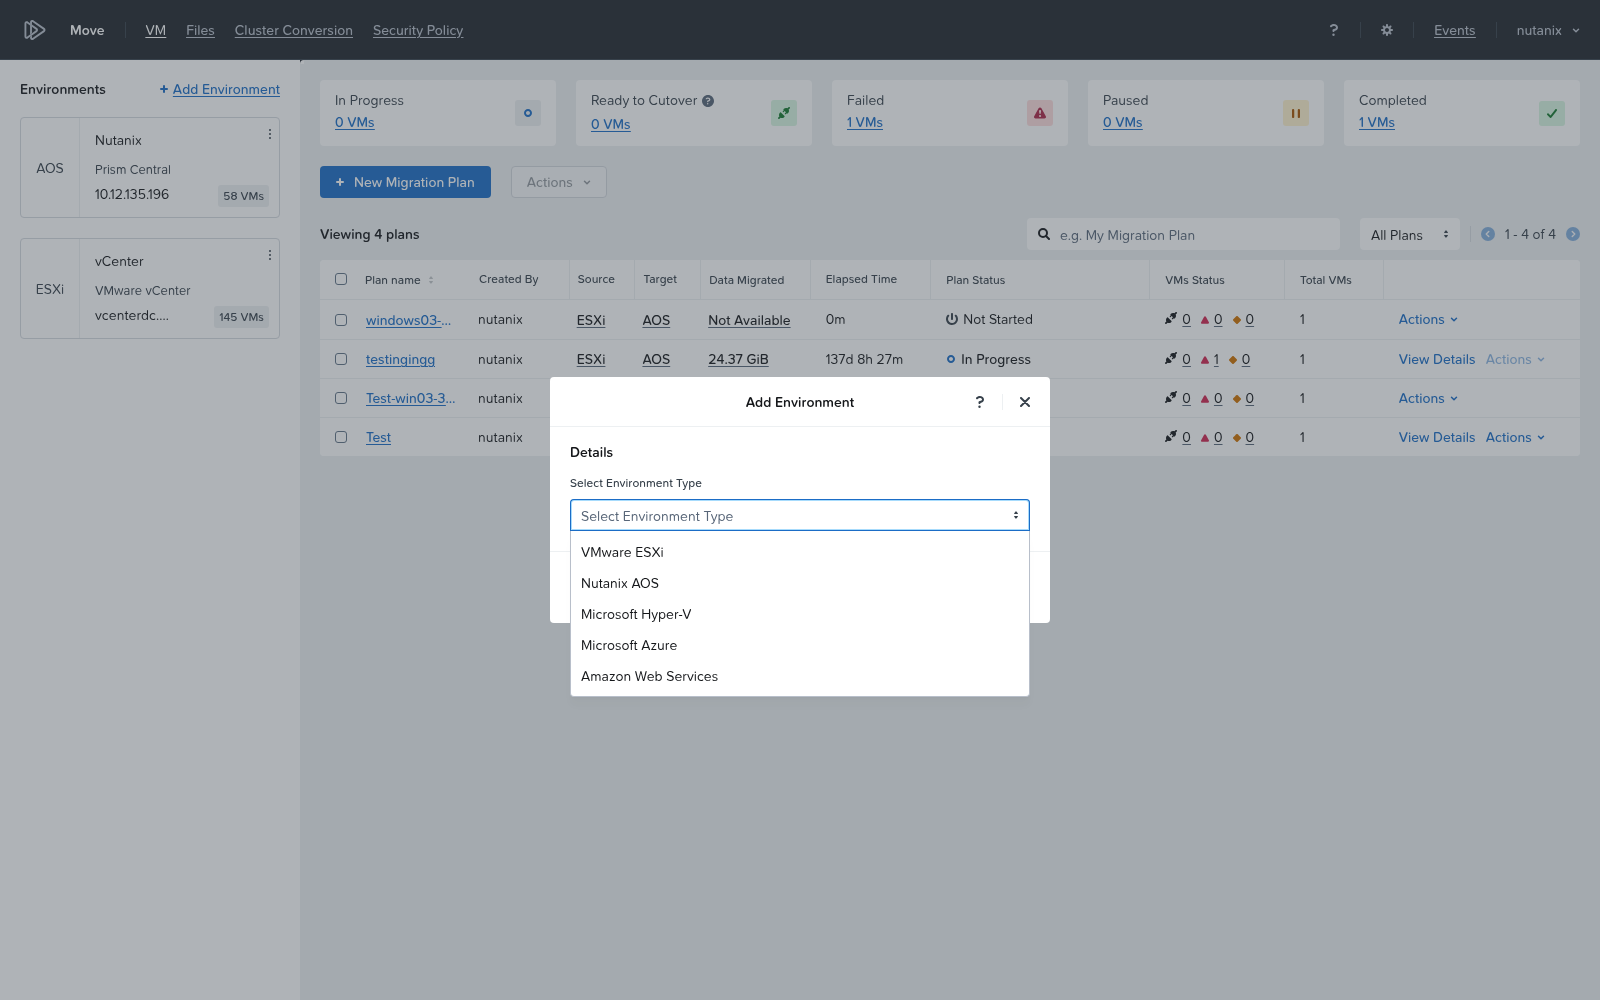 Move VM Files Cluster Conversion Security Policy ? Events nutanix
Environments + Add Environment
AOS
Nutanix
Prism Central
10.12.135.196 58 VMs
ESXi
vCenter
VMware vCenter
vcenterdc.... 145 VMs
In Progress
0 VMs
Ready to Cutover ?
0 VMs
Failed
1 VMs
Paused
0 VMs
Completed
1 VMs
+ New Migration Plan Actions
Viewing 4 plans e.g. My Migration Plan All Plans 1 - 4 of 4
Plan name Created By Source Target Data Migrated Elapsed Time Plan Status VMs Status Total VMs
windows03-... nutanix ESXi AOS Not Available 0m Not Started 0 0 0 1 Actions
testingingg nutanix ESXi AOS 24.37 GiB 137d 8h 27m In Progress 0 1 0 1 View Details Actions
Test-win03-3... nutanix 0 0 0 1 Actions
Test nutanix 0 0 0 1 View Details Actions
Add Environment ?
Details
Select Environment Type
Select Environment Type
VMware ESXi
Nutanix AOS
Microsoft Hyper-V
Microsoft Azure
Amazon Web Services